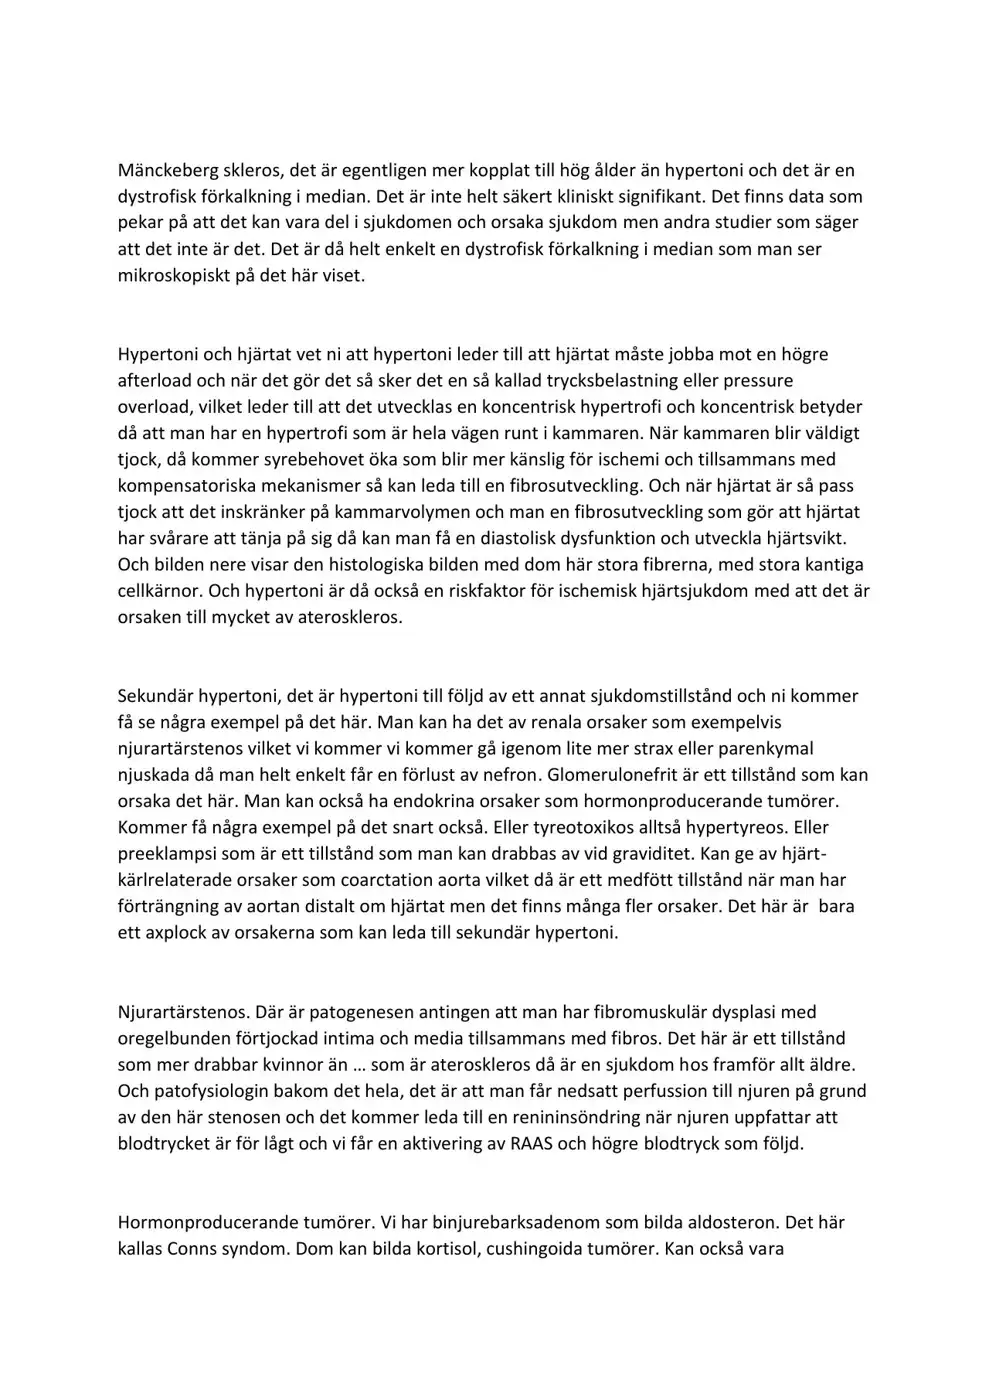 Mänckeberg skleros, det är egentligen mer kopplat till hög ålder än hypertoni och det är en
dystrofisk förkalkning i median. Det är inte helt säkert kliniskt signifikant. Det finns data som
pekar på att det kan vara del i sjukdomen och orsaka sjukdom men andra studier som säger
att det inte är det. Det är då helt enkelt en dystrofisk förkalkning i median som man ser
mikroskopiskt på det här viset.
Hypertoni och hjärtat vet ni att hypertoni leder till att hjärtat måste jobba mot en högre
afterload och när det gör det så sker det en så kallad trycksbelastning eller pressure
overload, vilket leder till att det utvecklas en koncentrisk hypertrofi och koncentrisk betyder
då att man har en hypertrofi som är hela vägen runt i kammaren. När kammaren blir väldigt
tjock, då kommer syrebehovet öka som blir mer känslig för ischemi och tillsammans med
kompensatoriska mekanismer så kan leda till en fibrosutveckling. Och när hjärtat är så pass
tjock att det inskränker på kammarvolymen och man en fibrosutveckling som gör att hjärtat
har svårare att tänja på sig då kan man få en diastolisk dysfunktion och utveckla hjärtsvikt.
Och bilden nere visar den histologiska bilden med dom här stora fibrerna, med stora kantiga
cellkärnor. Och hypertoni är då också en riskfaktor för ischemisk hjärtsjukdom med att det är
orsaken till mycket av ateroskleros.
Sekundär hypertoni, det är hypertoni till följd av ett annat sjukdomstillstånd och ni kommer
få se några exempel på det här. Man kan ha det av renala orsaker som exempelvis
njurartärstenos vilket vi kommer vi kommer gå igenom lite mer strax eller parenkymal
njuskada då man helt enkelt får en förlust av nefron. Glomerulonefrit är ett tillstånd som kan
orsaka det här. Man kan också ha endokrina orsaker som hormonproducerande tumörer.
Kommer få några exempel på det snart också. Eller tyreotoxikos alltså hypertyreos. Eller
preeklampsi som är ett tillstånd som man kan drabbas av vid graviditet. Kan ge av hjärt-
kärlrelaterade orsaker som coarctation aorta vilket då är ett medfött tillstånd när man har
förträngning av aortan distalt om hjärtat men det finns många fler orsaker. Det här är  bara
ett axplock av orsakerna som kan leda till sekundär hypertoni.
Njurartärstenos. Där är patogenesen antingen att man har fibromuskulär dysplasi med
oregelbunden förtjockad intima och media tillsammans med fibros. Det här är ett tillstånd
som mer drabbar kvinnor än … som är ateroskleros då är en sjukdom hos framför allt äldre.
Och patofysiologin bakom det hela, det är att man får nedsatt perfussion till njuren på grund
av den här stenosen och det kommer leda till en renininsöndring när njuren uppfattar att
blodtrycket är för lågt och vi får en aktivering av RAAS och högre blodtryck som följd.
Hormonproducerande tumörer. Vi har binjurebarksadenom som bilda aldosteron. Det här
kallas Conns syndom. Dom kan bilda kortisol, cushingoida tumörer. Kan också vara